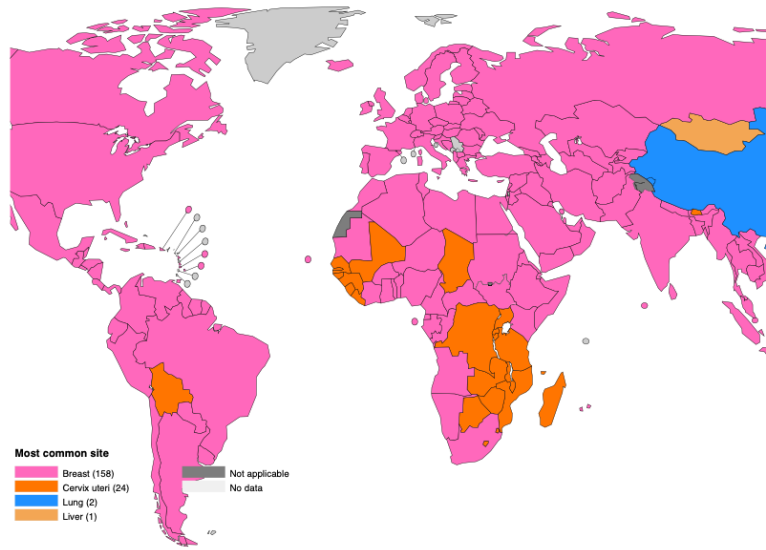 Most common site
Breast (158)
Cervix uteri (24)
Lung (2)
Liver (1)
Not applicable
No data